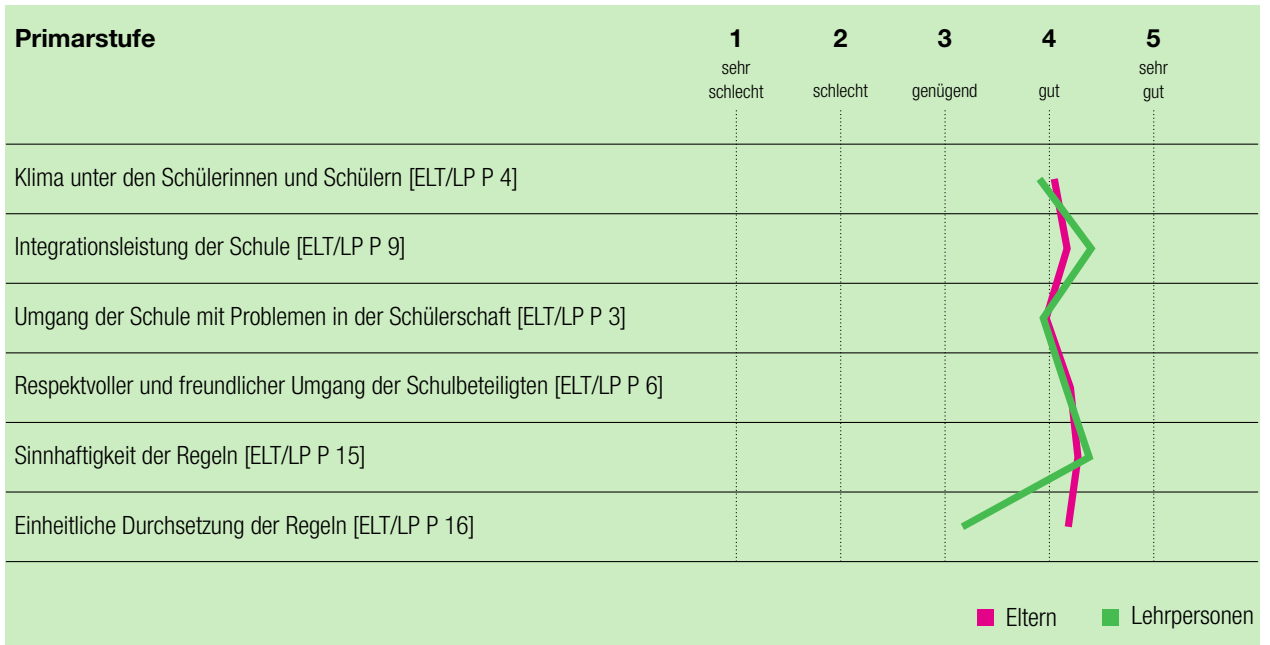 Primarstufe 1 2 3 4 5
sehr schlecht schlecht genügend gut sehr gut
Klima unter den Schülerinnen und Schülern [ELT/LP P 4]
Integrationsleistung der Schule [ELT/LP P 9]
Umgang der Schule mit Problemen in der Schülerschaft [ELT/LP P 3]
Respektvoller und freundlicher Umgang der Schulbeteiligten [ELT/LP P 6]
Sinnhaftigkeit der Regeln [ELT/LP P 15]
Einheitliche Durchsetzung der Regeln [ELT/LP P 16]
Eltern Lehrpersonen